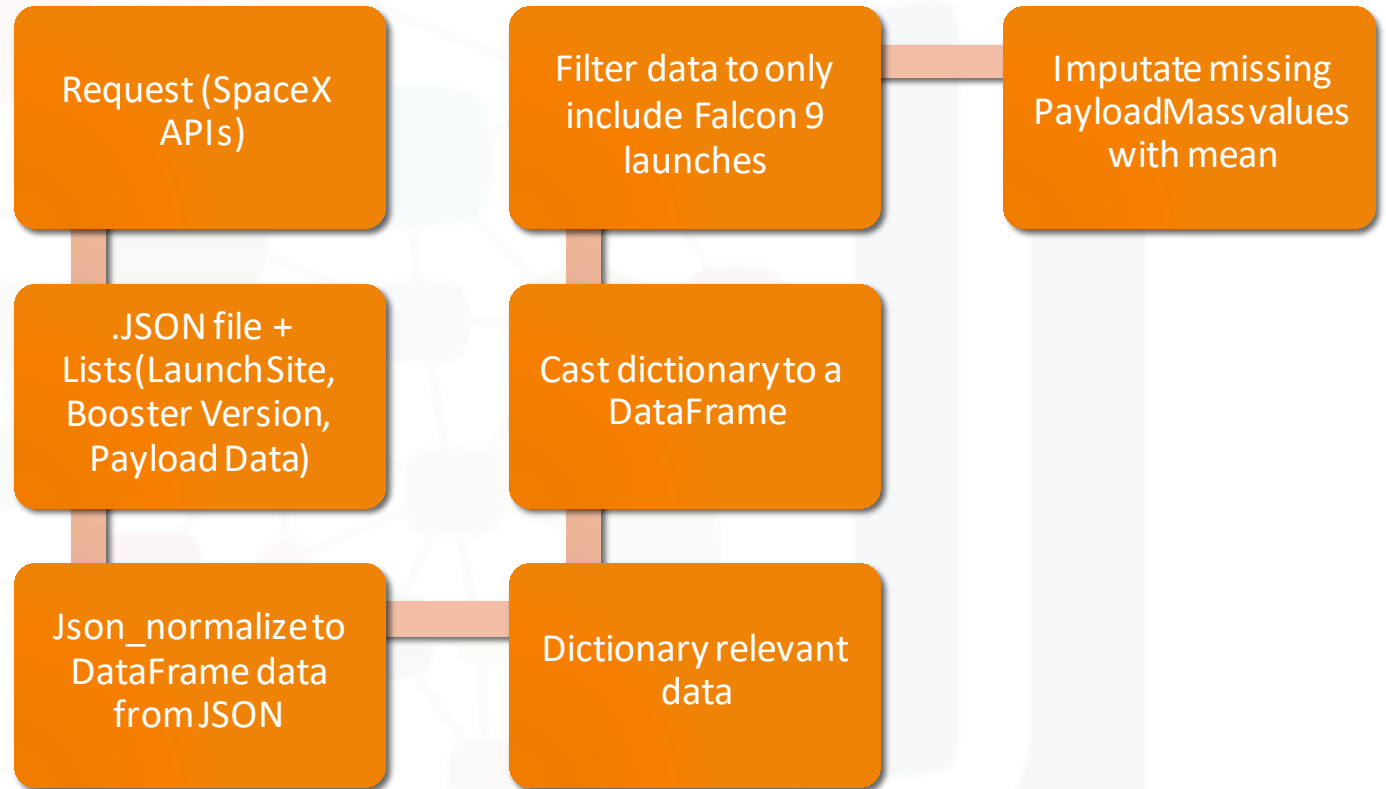 Request (SpaceX
APIs)
.JSON file +
Lists(Launch Site,
Booster Version,
Payload Data)
Json_normalize to
DataFrame data
from JSON
Dictionary relevant
data
Cast dictionary to a
DataFrame
Filter data to only
include Falcon 9
launches
Imputate missing
PayloadMass values
with mean